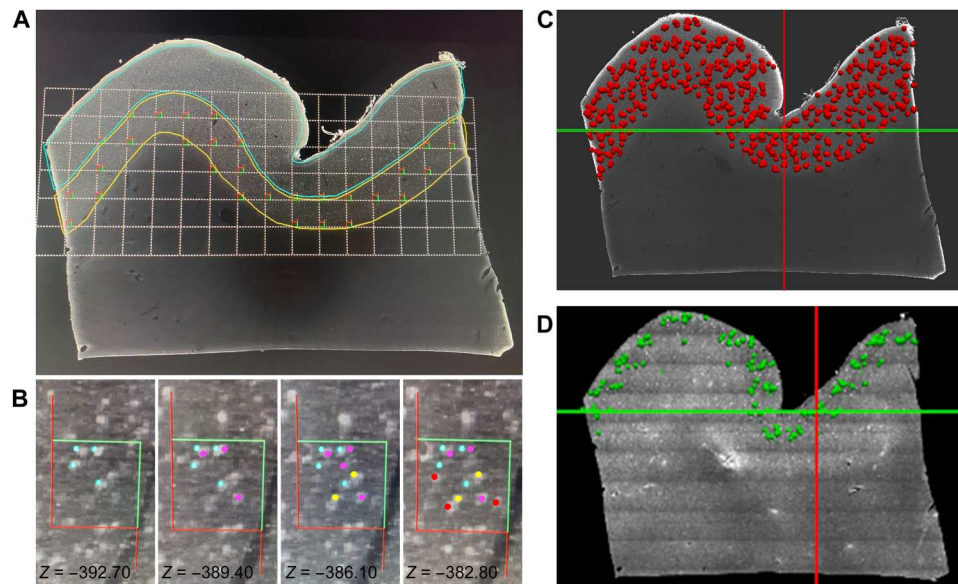 A
C
B
Z = −392.70
Z = −389.40
Z = −386.10
Z = −382.80
D